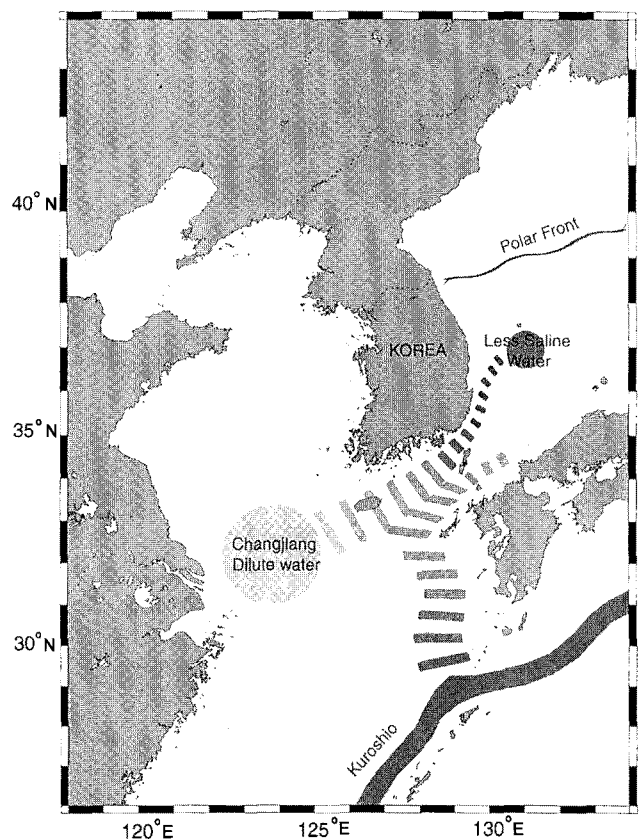 40° N
Polar Front
Less Saline
Water
KOREA
35° N
Changjiang
Dilute water
30° N
Kuroshio
120°E
125°E
130°E